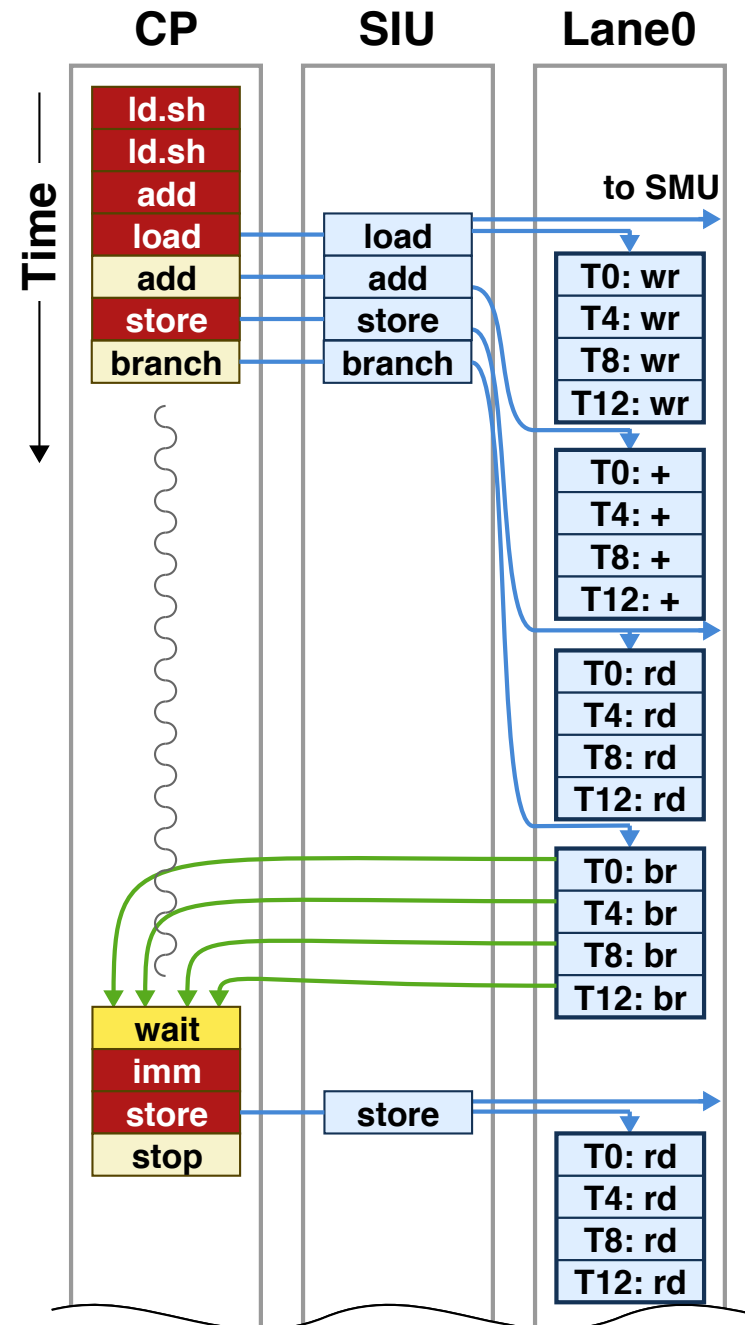 CP
SIU
Lane0
Time
ld.sh
ld.sh
add
load
add
store
branch
wait
imm
store
stop
load
add
store
branch
store
to SMU
T0: wr
T4: wr
T8: wr
T12: wr
T0: +
T4: +
T8: +
T12: +
T0: rd
T4: rd
T8: rd
T12: rd
T0: br
T4: br
T8: br
T12: br
T0: rd
T4: rd
T8: rd
T12: rd